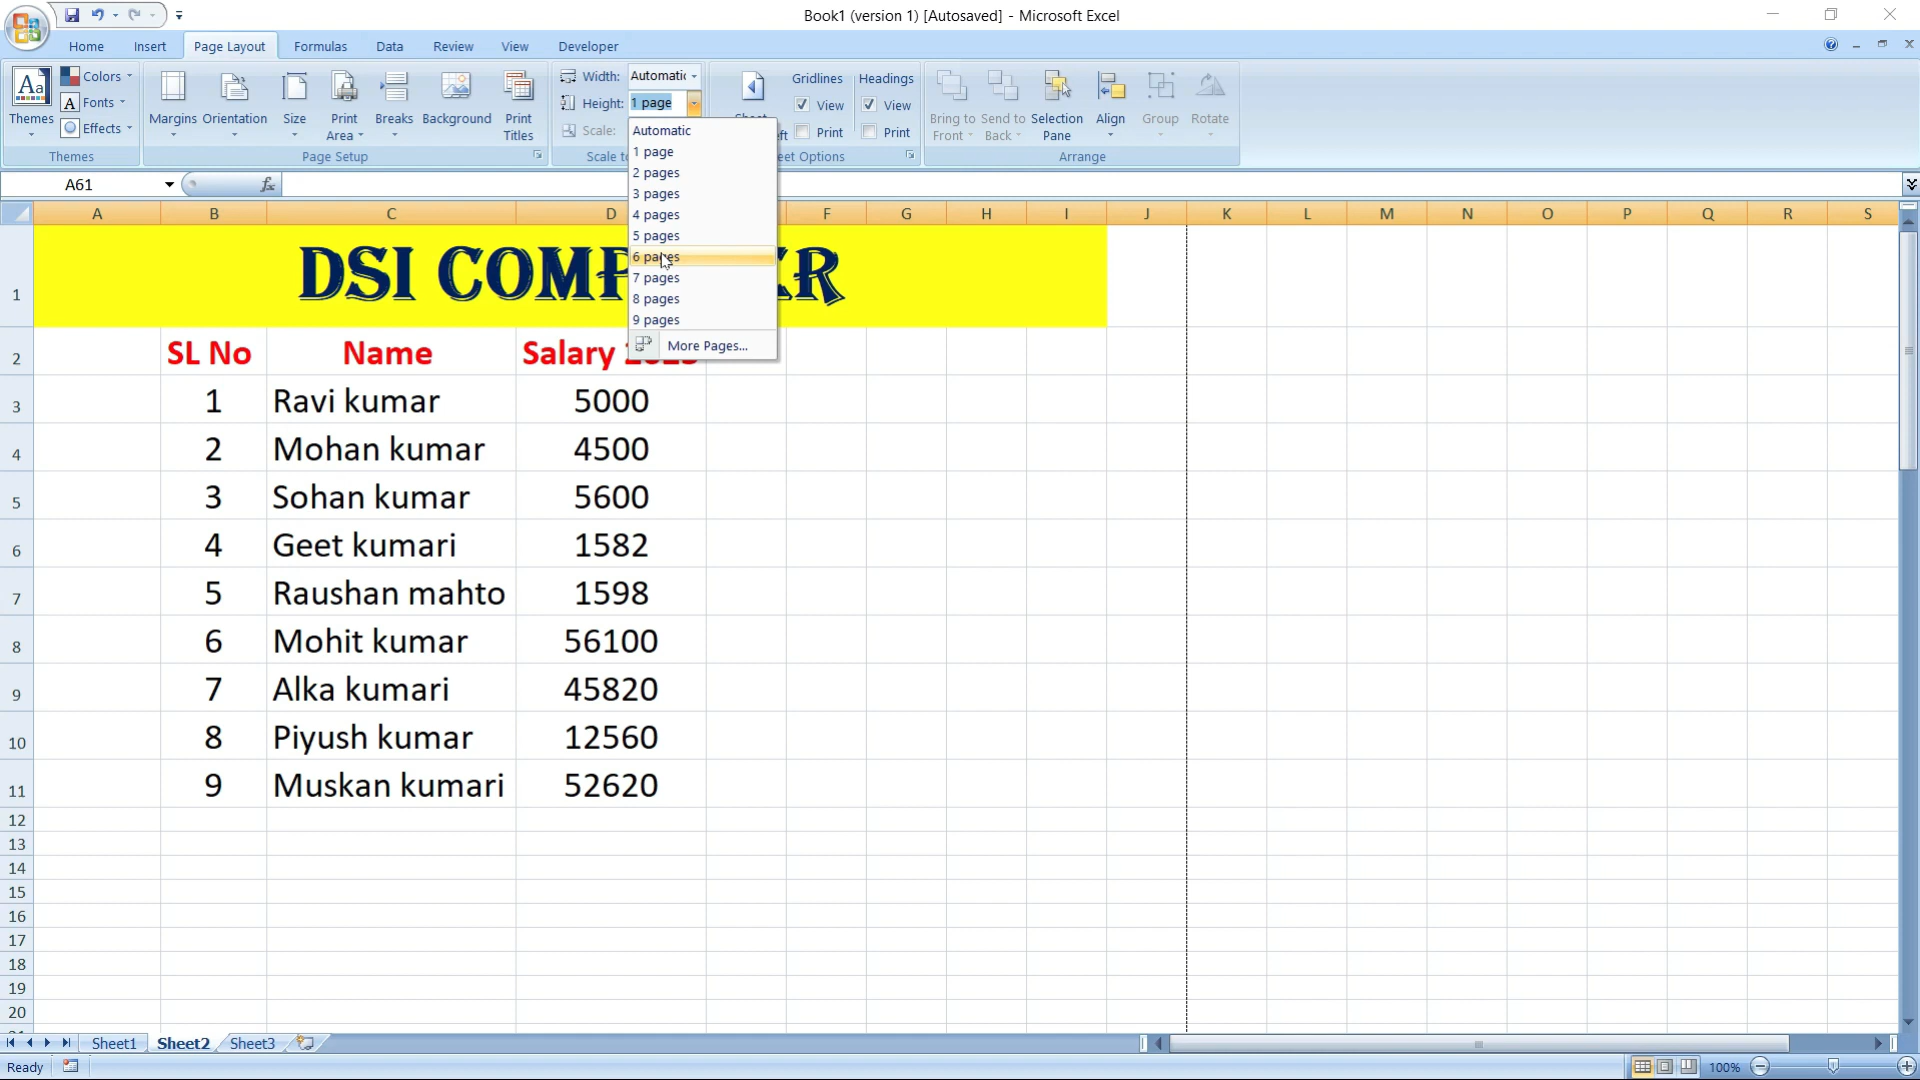 Book1 (version 1) [Autosaved] - Microsoft Excel
Home Insert Page Layout Formulas Data Review View Developer
Aa Themes
Colors
Fonts
Effects
Themes
Margins Orientation Size Print Area Breaks Background Print Titles
Page Setup
Width: Automatic
Height: 1 page
Scale:
Scale to
Automatic
1 page
2 pages
3 pages
4 pages
5 pages
6 pages
7 pages
8 pages
9 pages
More Pages...
Gridlines Headings
View View
Print Print
Bring to Front Send to Back Selection Pane Align Group Rotate
Arrange
A61 fx
A B C D F G H I J K L M N O P Q R S
1 DSI COMP ER
2 SL No Name Salary
3 1 Ravi kumar 5000
4 2 Mohan kumar 4500
5 3 Sohan kumar 5600
6 4 Geet kumari 1582
7 5 Raushan mahto 1598
8 6 Mohit kumar 56100
9 7 Alka kumari 45820
10 8 Piyush kumar 12560
11 9 Muskan kumari 52620
12
13
14
15
16
17
18
19
20
Sheet1 Sheet2 Sheet3
Ready 100%